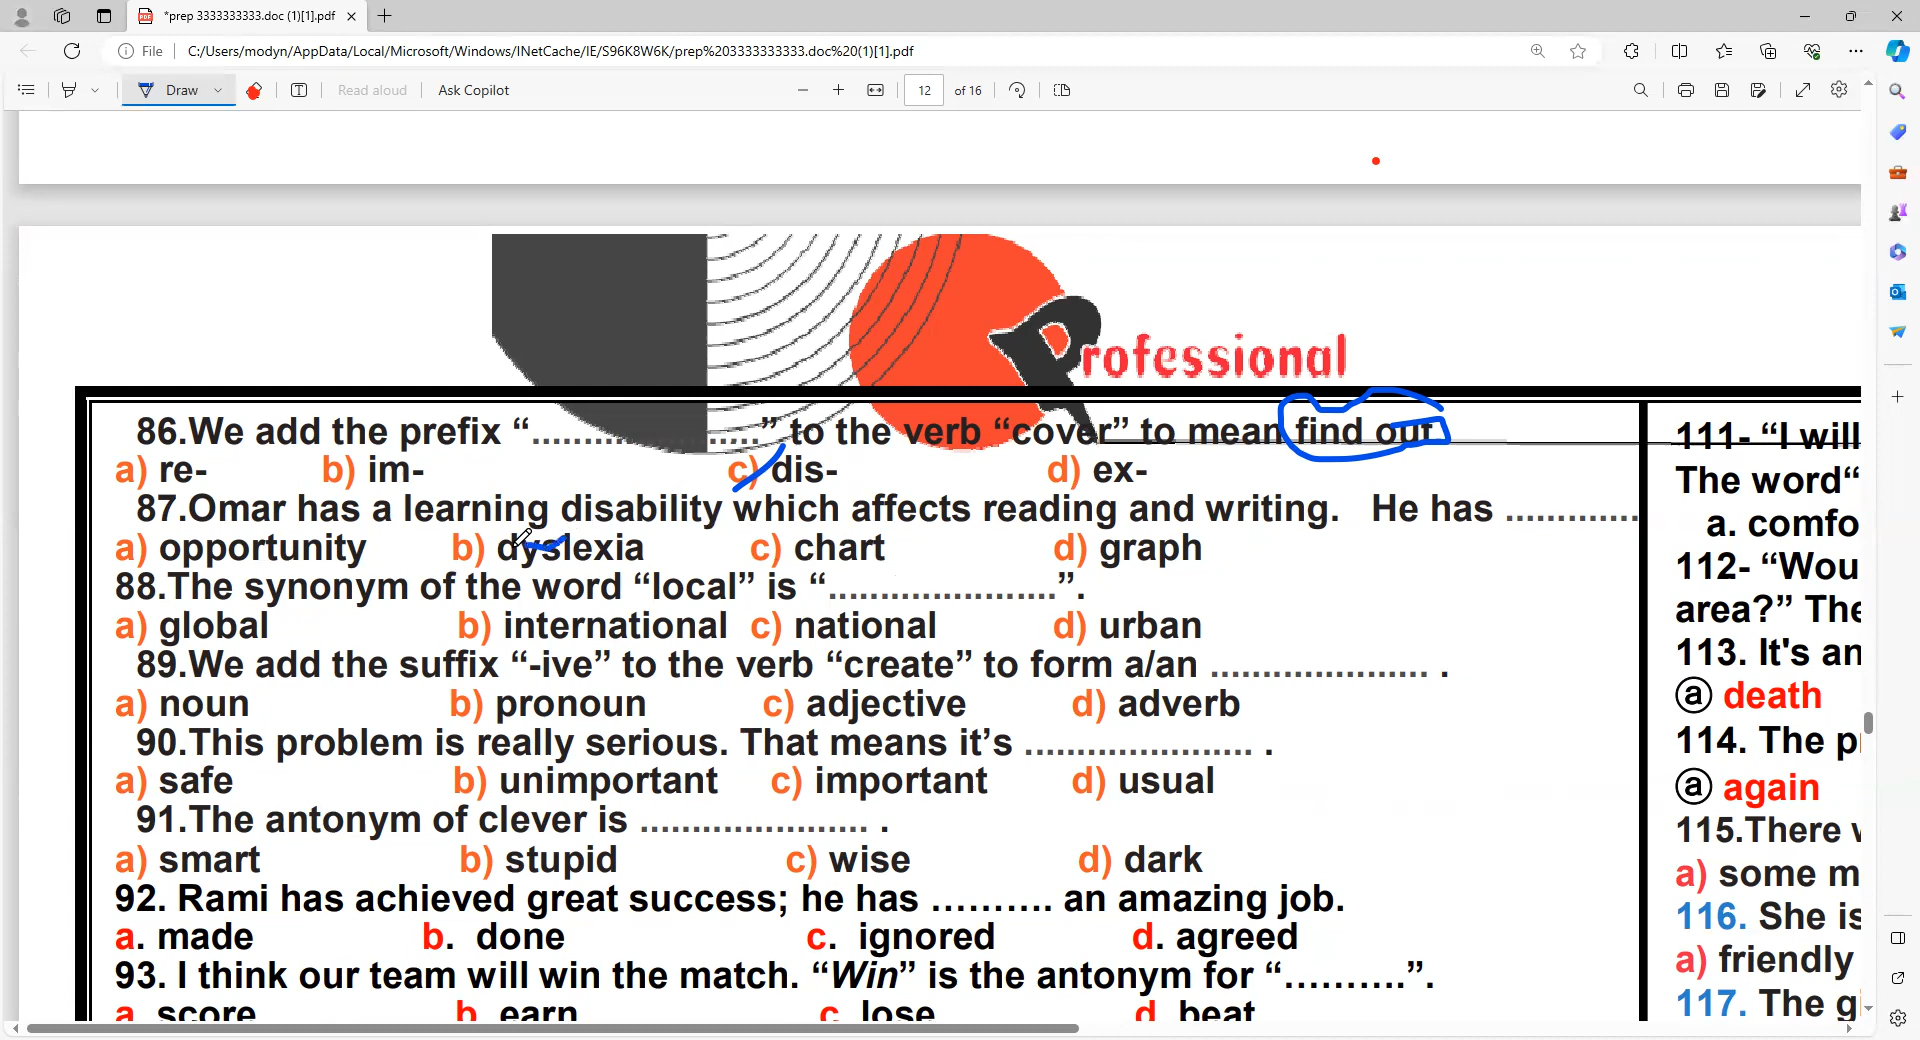 *prep 3333333333.doc (1)[1].pdf
File
C:/Users/modyn/AppData/Local/Microsoft/Windows/INetCache/IE/S96K8W6K/prep%203333333333.doc%20(1)[1].pdf
Draw
Read aloud
Ask Copilot
12 of 16
Professional
86.We add the prefix “......................” to the verb “cover” to mean find out
a) re- b) im- c) dis- d) ex-
87.Omar has a learning disability which affects reading and writing. He has .............
a) opportunity b) dyslexia c) chart d) graph
88.The synonym of the word “local” is “......................”.
a) global b) international c) national d) urban
89.We add the suffix “-ive” to the verb “create” to form a/an ..................... .
a) noun b) pronoun c) adjective d) adverb
90.This problem is really serious. That means it’s ...................... .
a) safe b) unimportant c) important d) usual
91.The antonym of clever is ...................... .
a) smart b) stupid c) wise d) dark
92. Rami has achieved great success; he has ………. an amazing job.
a. made b. done c. ignored d. agreed
93. I think our team will win the match. “Win” is the antonym for “……….”.
a score b earn c lose d beat
111- “I will
The word“
a. comfo
112- “Wou
area?” The
113. It's an
ⓐ death
114. The p
ⓐ again
115.There
a) some m
116. She is
a) friendly
117. The g